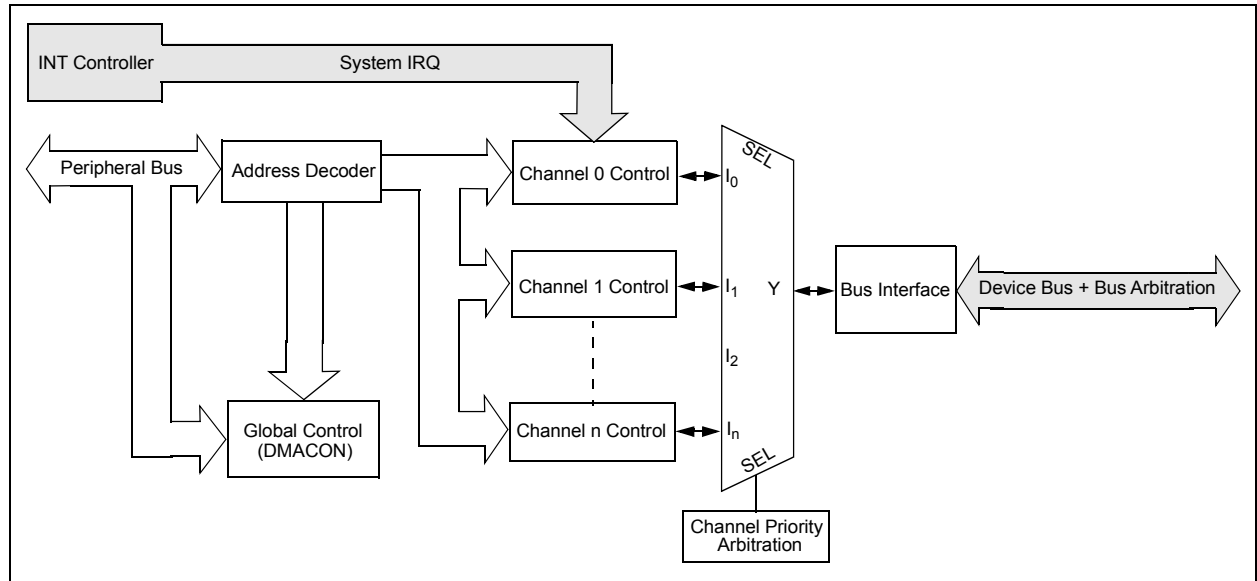 INT Controller
System IRQ
Peripheral Bus
Address Decoder
Channel 0 Control
I0
SEL
Channel 1 Control
I1
Y
Bus Interface
Device Bus + Bus Arbitration
I2
Global Control
(DMACON)
Channel n Control
In
SEL
Channel Priority
Arbitration